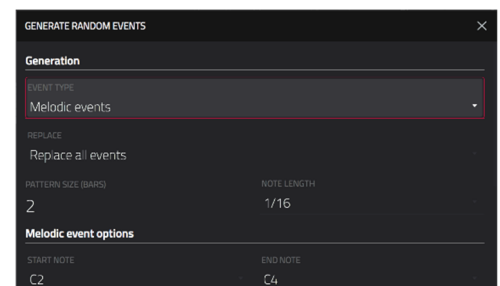 GENERATE RANDOM EVENTS
Generation
EVENT TYPE
Melodic events
REPLACE
Replace all events
PATTERN SIZE (BARS) NOTE LENGTH
2 1/16
Melodic event options
START NOTE END NOTE
C2 C4